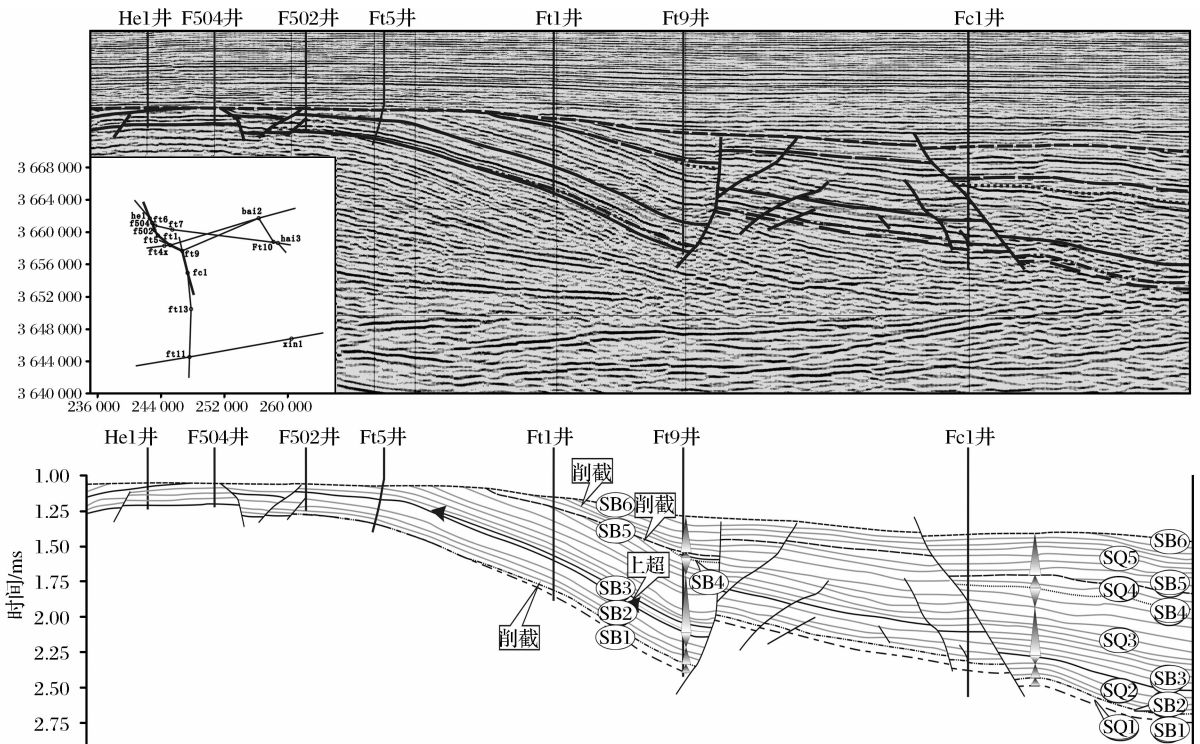 He1井 F504井 F502井 Ft5井 Ft1井 Ft9井 Fc1井
3 668 000
3 664 000
3 660 000
3 656 000
3 652 000
3 648 000
3 644 000
3 640 000
236 000 244 000 252 000 260 000
he1
f504
f502
ft6
ft7
ft1
ft5
ft4x
ft9
bai2
bai3
Ft10
fc1
ft13
ft11
xin1
He1井 F504井 F502井 Ft5井 Ft1井 Ft9井 Fc1井
时间/ms
1.00
1.25
1.50
1.75
2.00
2.25
2.50
2.75
削截
SB6
削截
SB5
上超
SB4
SB3
SB2
SB1
削截
SB6
SQ5
SB5
SQ4
SB4
SQ3
SB3
SQ2
SB2
SQ1
SB1